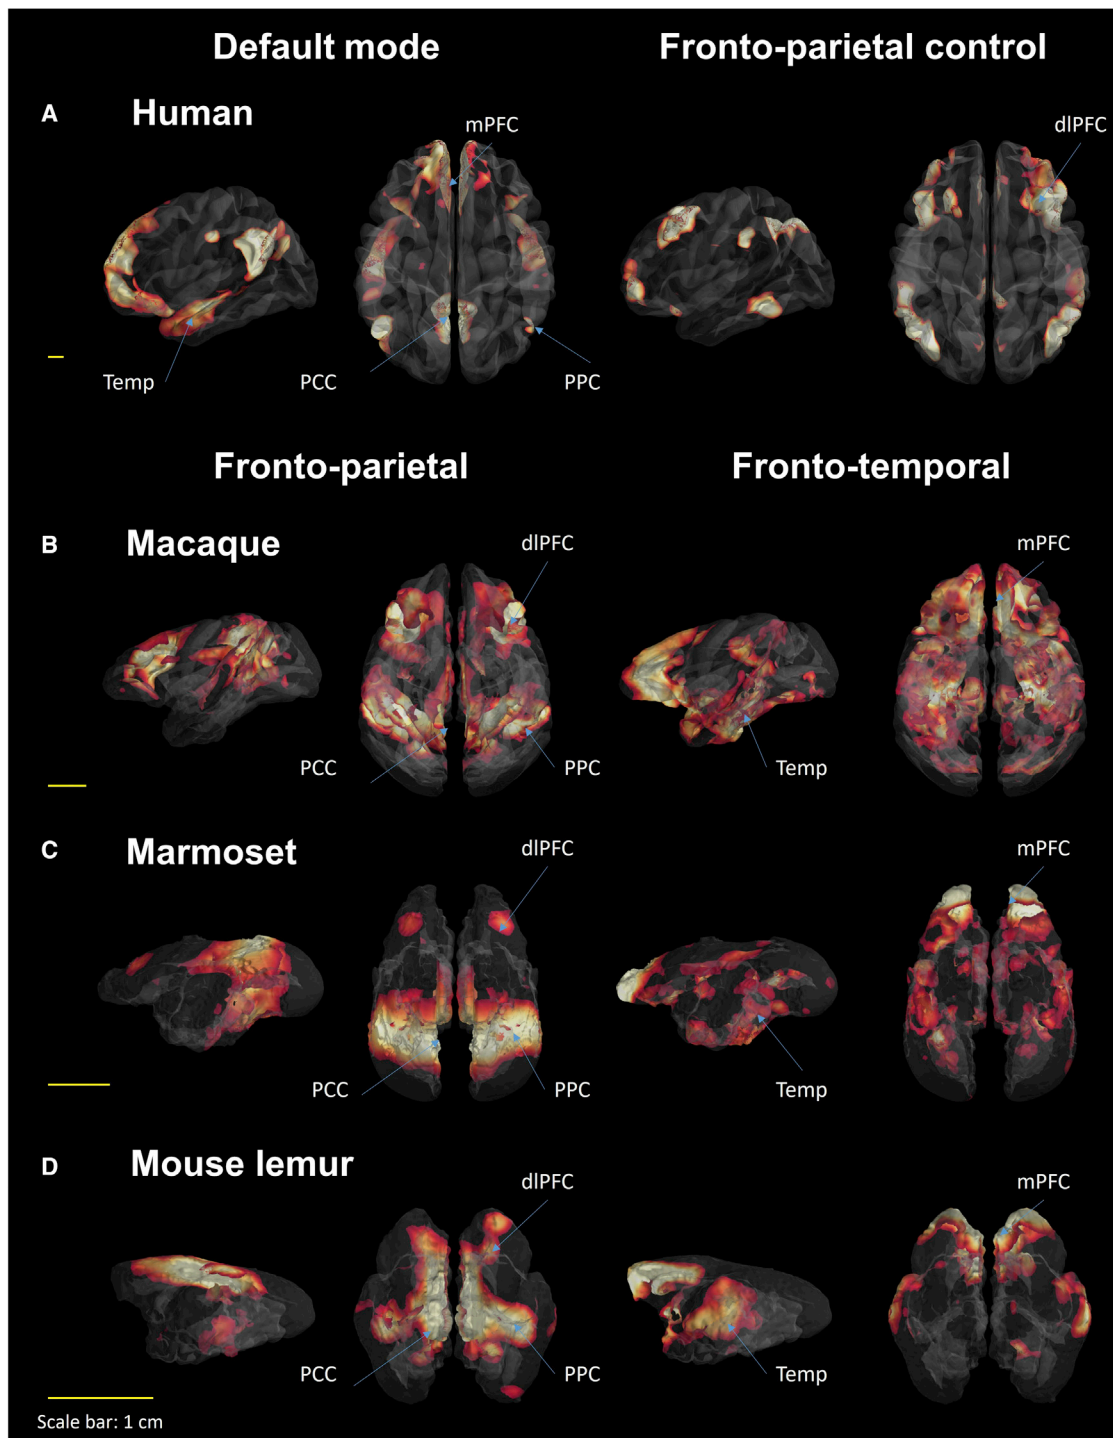 Default mode Fronto-parietal control
A Human
mPFC dlPFC
Temp PCC PPC
Fronto-parietal Fronto-temporal
B Macaque
dlPFC mPFC
PCC PPC Temp
C Marmoset
dlPFC mPFC
PCC PPC Temp
D Mouse lemur
dlPFC mPFC
PCC PPC Temp
Scale bar: 1 cm